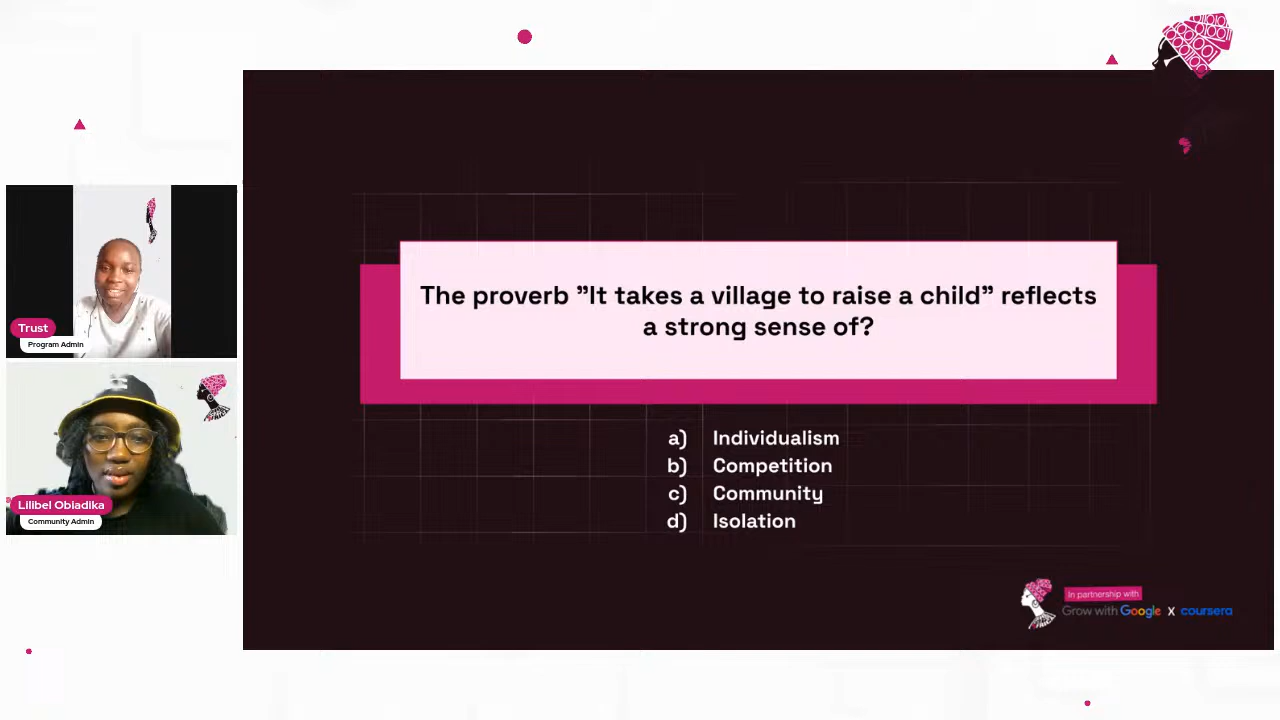 Trust
Program Admin
Lilibel Obiadika
Community Admin
The proverb ”It takes a village to raise a child” reflects
a strong sense of?
a) Individualism
b) Competition
c) Community
d) Isolation
In partnership with
Grow with Google X coursera